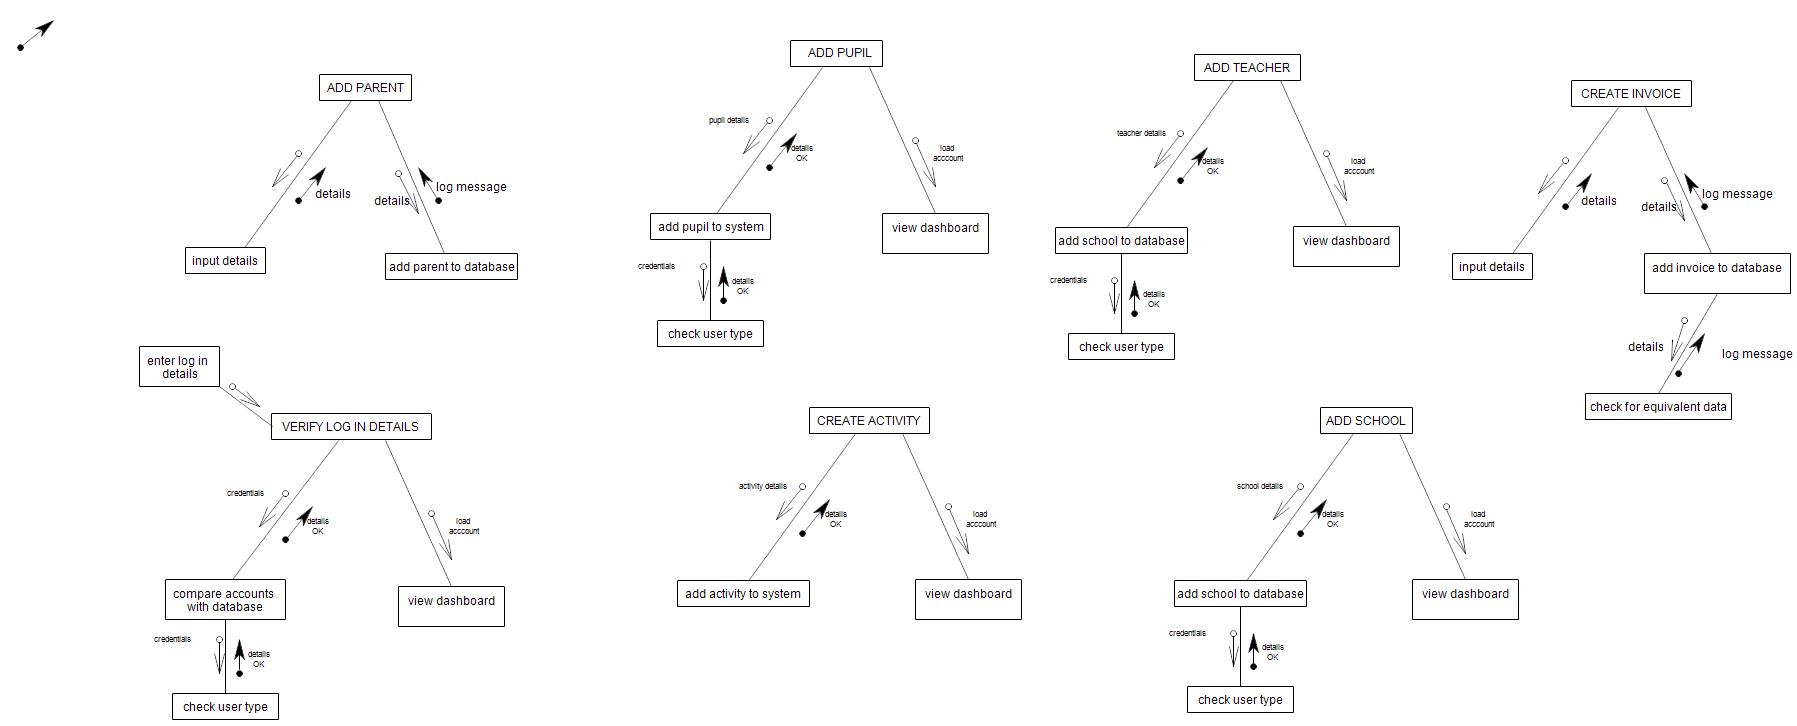 ADD PARENT
details
details
log message
input details
add parent to database
ADD PUPIL
pupil details
details
OK
load
acccount
add pupil to system
view dashboard
credentials
details
OK
check user type
ADD TEACHER
teacher details
details
OK
load
acccount
add school to database
view dashboard
credentials
details
OK
check user type
CREATE INVOICE
details
details
log message
input details
add invoice to database
details
log message
check for equivalent data
enter log in
details
VERIFY LOG IN DETAILS
credentials
details
OK
load
acccount
compare accounts
with database
view dashboard
credentials
details
OK
check user type
CREATE ACTIVITY
activity details
details
OK
load
acccount
add activity to system
view dashboard
ADD SCHOOL
school details
details
OK
load
acccount
add school to database
view dashboard
credentials
details
OK
check user type